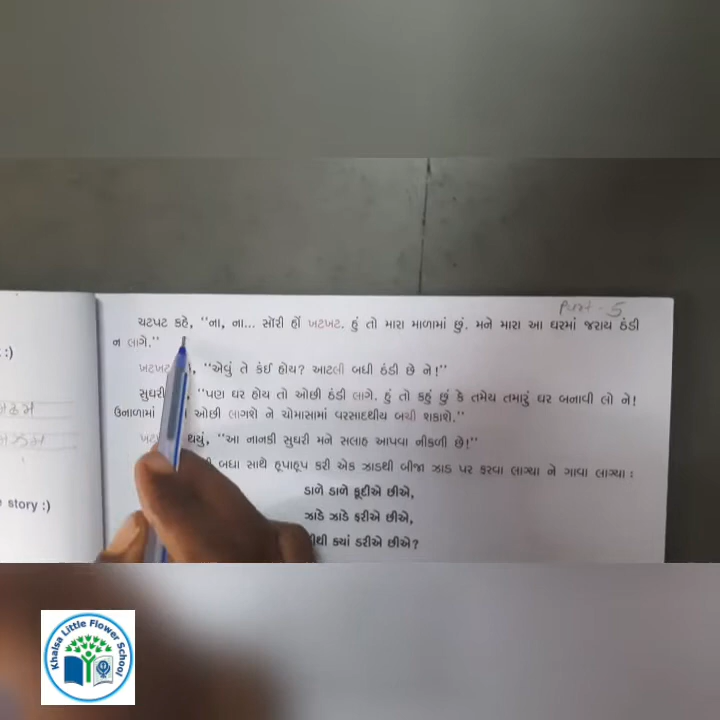 Part - 5
ચટપટ કહે, “ના, ના... સૉરી હોં ખટખટ. હું તો મારા માળામાં છું. મને મારા આ ઘરમાં જરાય ઠંડી
ન લાગે.”
“એવું તે કંઈ હોય? આટલી બધી ઠંડી છે ને!”
સુઘરી “પણ ઘર હોય તો ઓછી ઠંડી લાગે. હું તો કહું છું કે તમેય તમારું ઘર બનાવી લો ને!
ઉનાળામાં ઓછી લાગશે ને ચોમાસામાં વરસાદથીય બચી શકાશે.”
થયું, “આ નાનકી સુઘરી મને સલાહ આપવા નીકળી છે!”
બધા સાથે હૂપાહૂપ કરી એક ઝાડથી બીજા ઝાડ પર ફરવા લાગ્યા ને ગાવા લાગ્યા :
ડાળે ડાળે કૂદીએ છીએ,
ઝાડે ઝાડે ફરીએ છીએ,
ક્યાં ડરીએ છીએ?
:)
e story :)
Khalsa Little Flower School